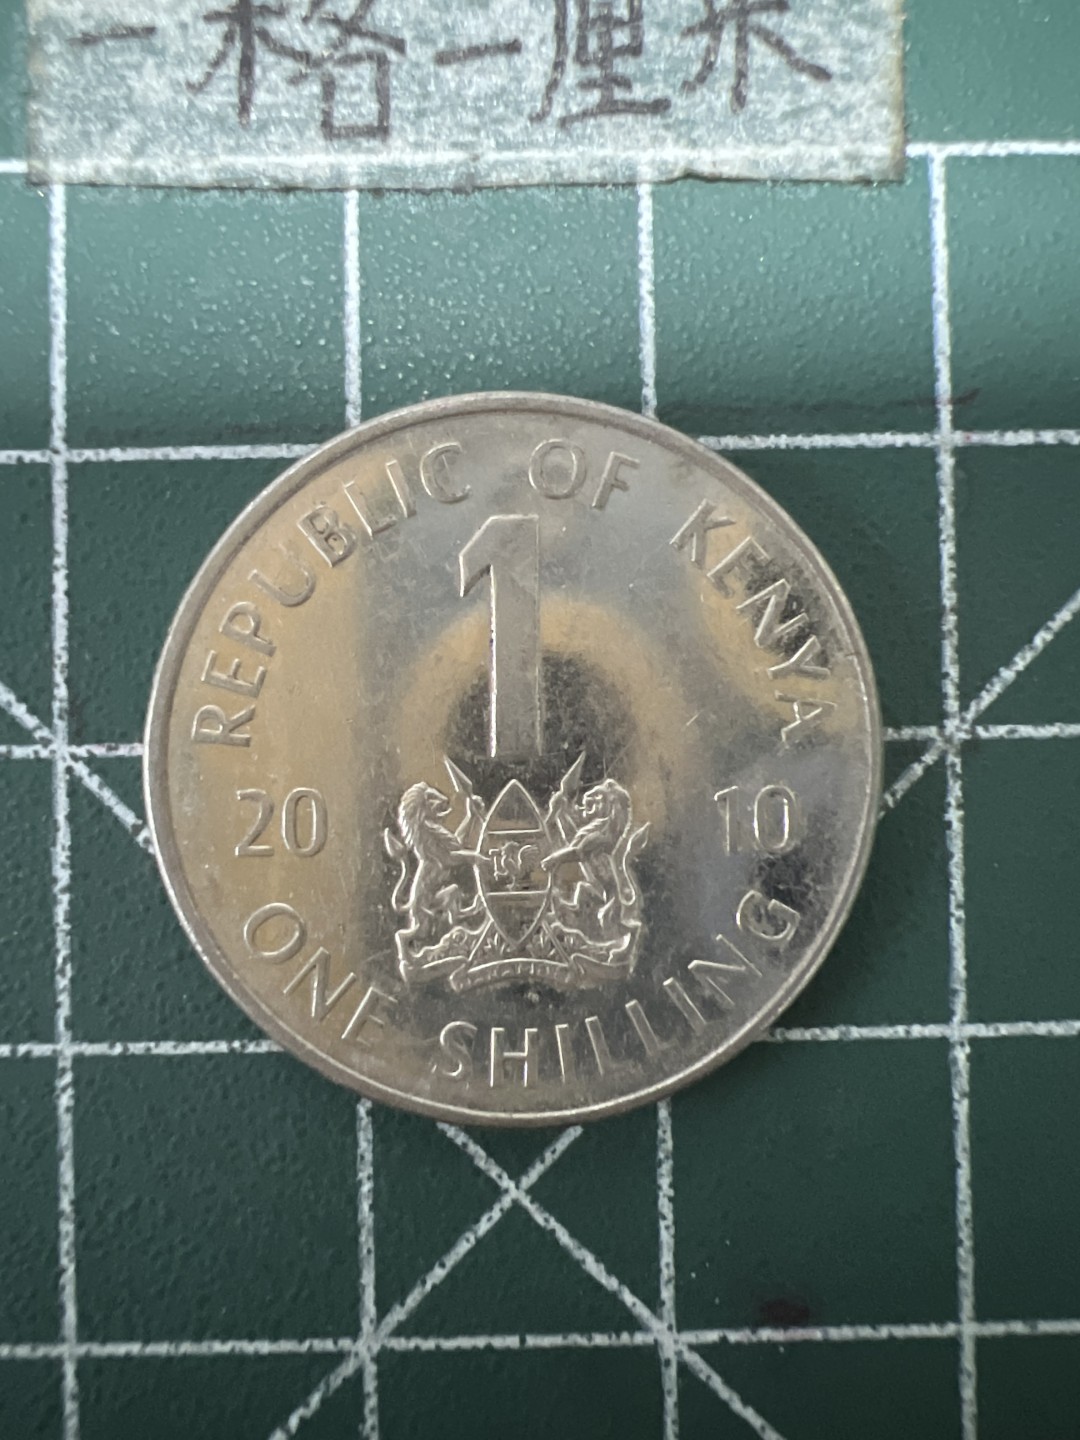 一格一厘米
REPUBLIC OF KENYA
1
20 10
ONE SHILLING